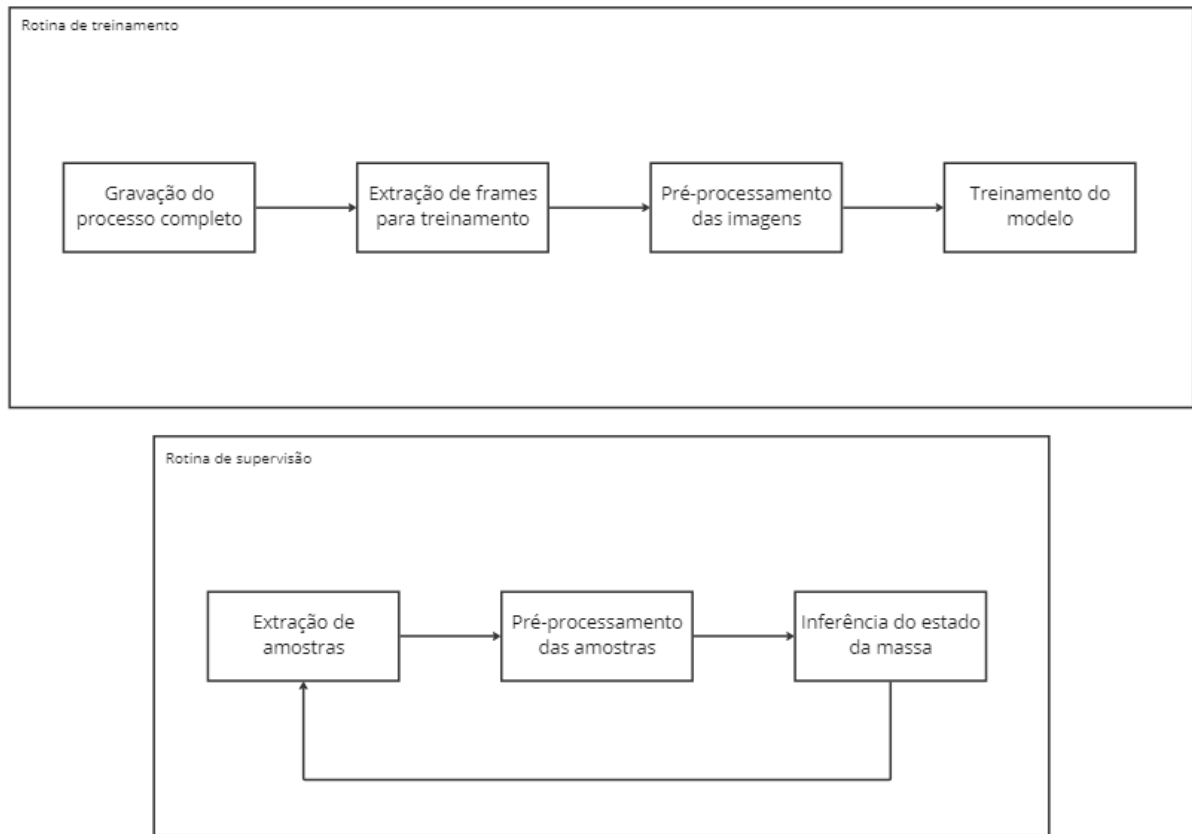 Rotina de treinamento
Gravação do
processo completo
Extração de frames
para treinamento
Pré-processamento
das imagens
Treinamento do
modelo
Rotina de supervisão
Extração de
amostras
Pré-processamento
das amostras
Inferência do estado
da massa